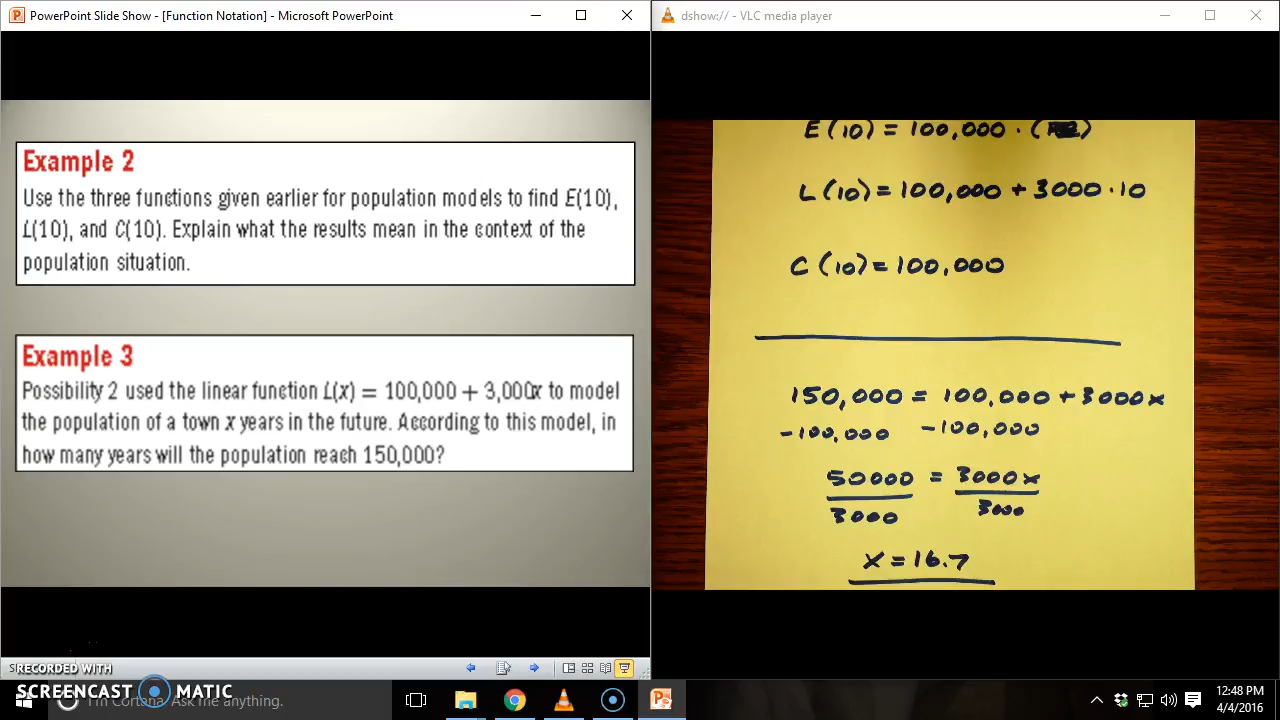 PowerPoint Slide Show - [Function Notation] - Microsoft PowerPoint
Example 2
Use the three functions given earlier for population models to find E(10),
L(10), and C(10). Explain what the results mean in the context of the
population situation.
Example 3
Possibility 2 used the linear function L(x) = 100,000 + 3,000x to model
the population of a town x years in the future. According to this model, in
how many years will the population reach 150,000?
RECORDED WITH
SCREENCAST MATIC
I'm Cortana. Ask me anything.
dshow:// - VLC media player
E(10) = 100,000 · ( )
L(10) = 100,000 + 3000 · 10
C(10) = 100,000
150,000 = 100,000 + 3000x
-100,000 -100,000
50000 = 3000x
3000 3000
x = 16.7
12:48 PM
4/4/2016